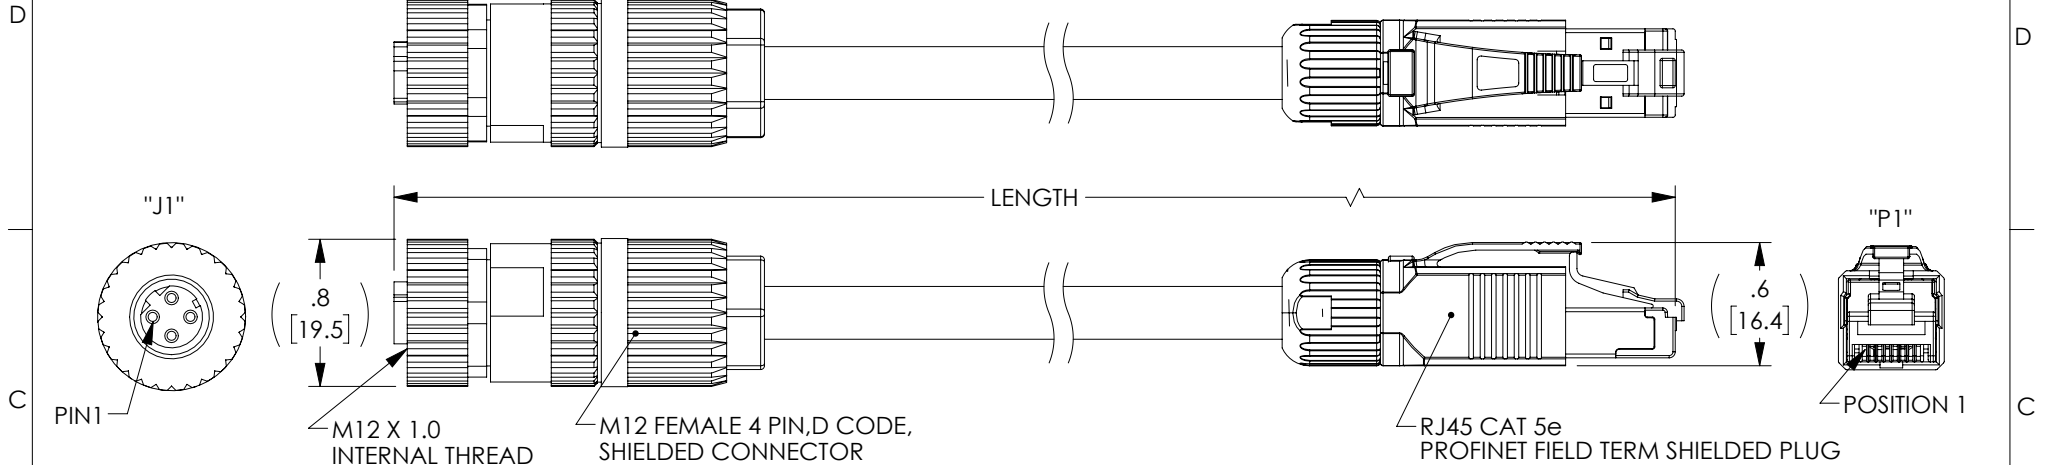 D
D
LENGTH
"J1"
"P1"
.8
[19.5]
.6
[16.4]
C
C
PIN1
M12 X 1.0
INTERNAL THREAD
M12 FEMALE 4 PIN,D CODE,
SHIELDED CONNECTOR
RJ45 CAT 5e
PROFINET FIELD TERM SHIELDED PLUG
POSITION 1